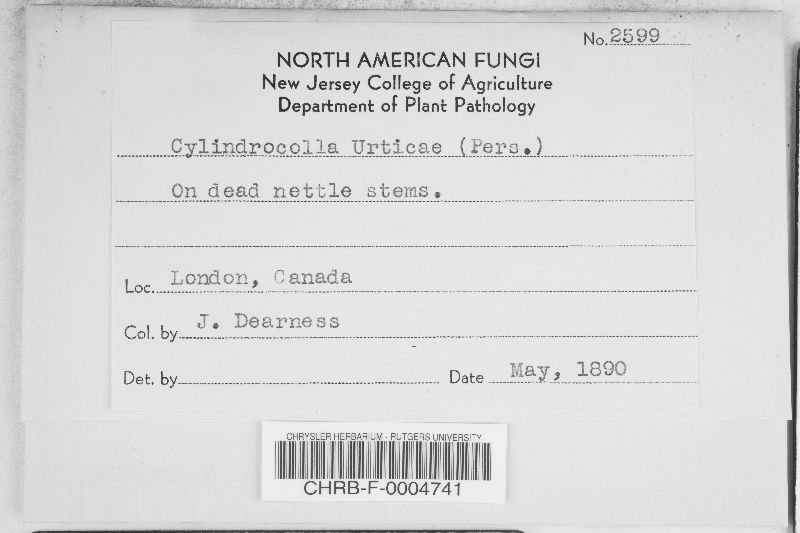 No. 2599
NORTH AMERICAN FUNGI
New Jersey College of Agriculture
Department of Plant Pathology
Cylindrocolla Urticae (Pers.)
On dead nettle stems.
Loc. London, Canada
Col. by J. Dearness
Det. by Date May, 1890
CHRYSLER HERBARIUM - RUTGERS UNIVERSITY
CHRB-F-0004741